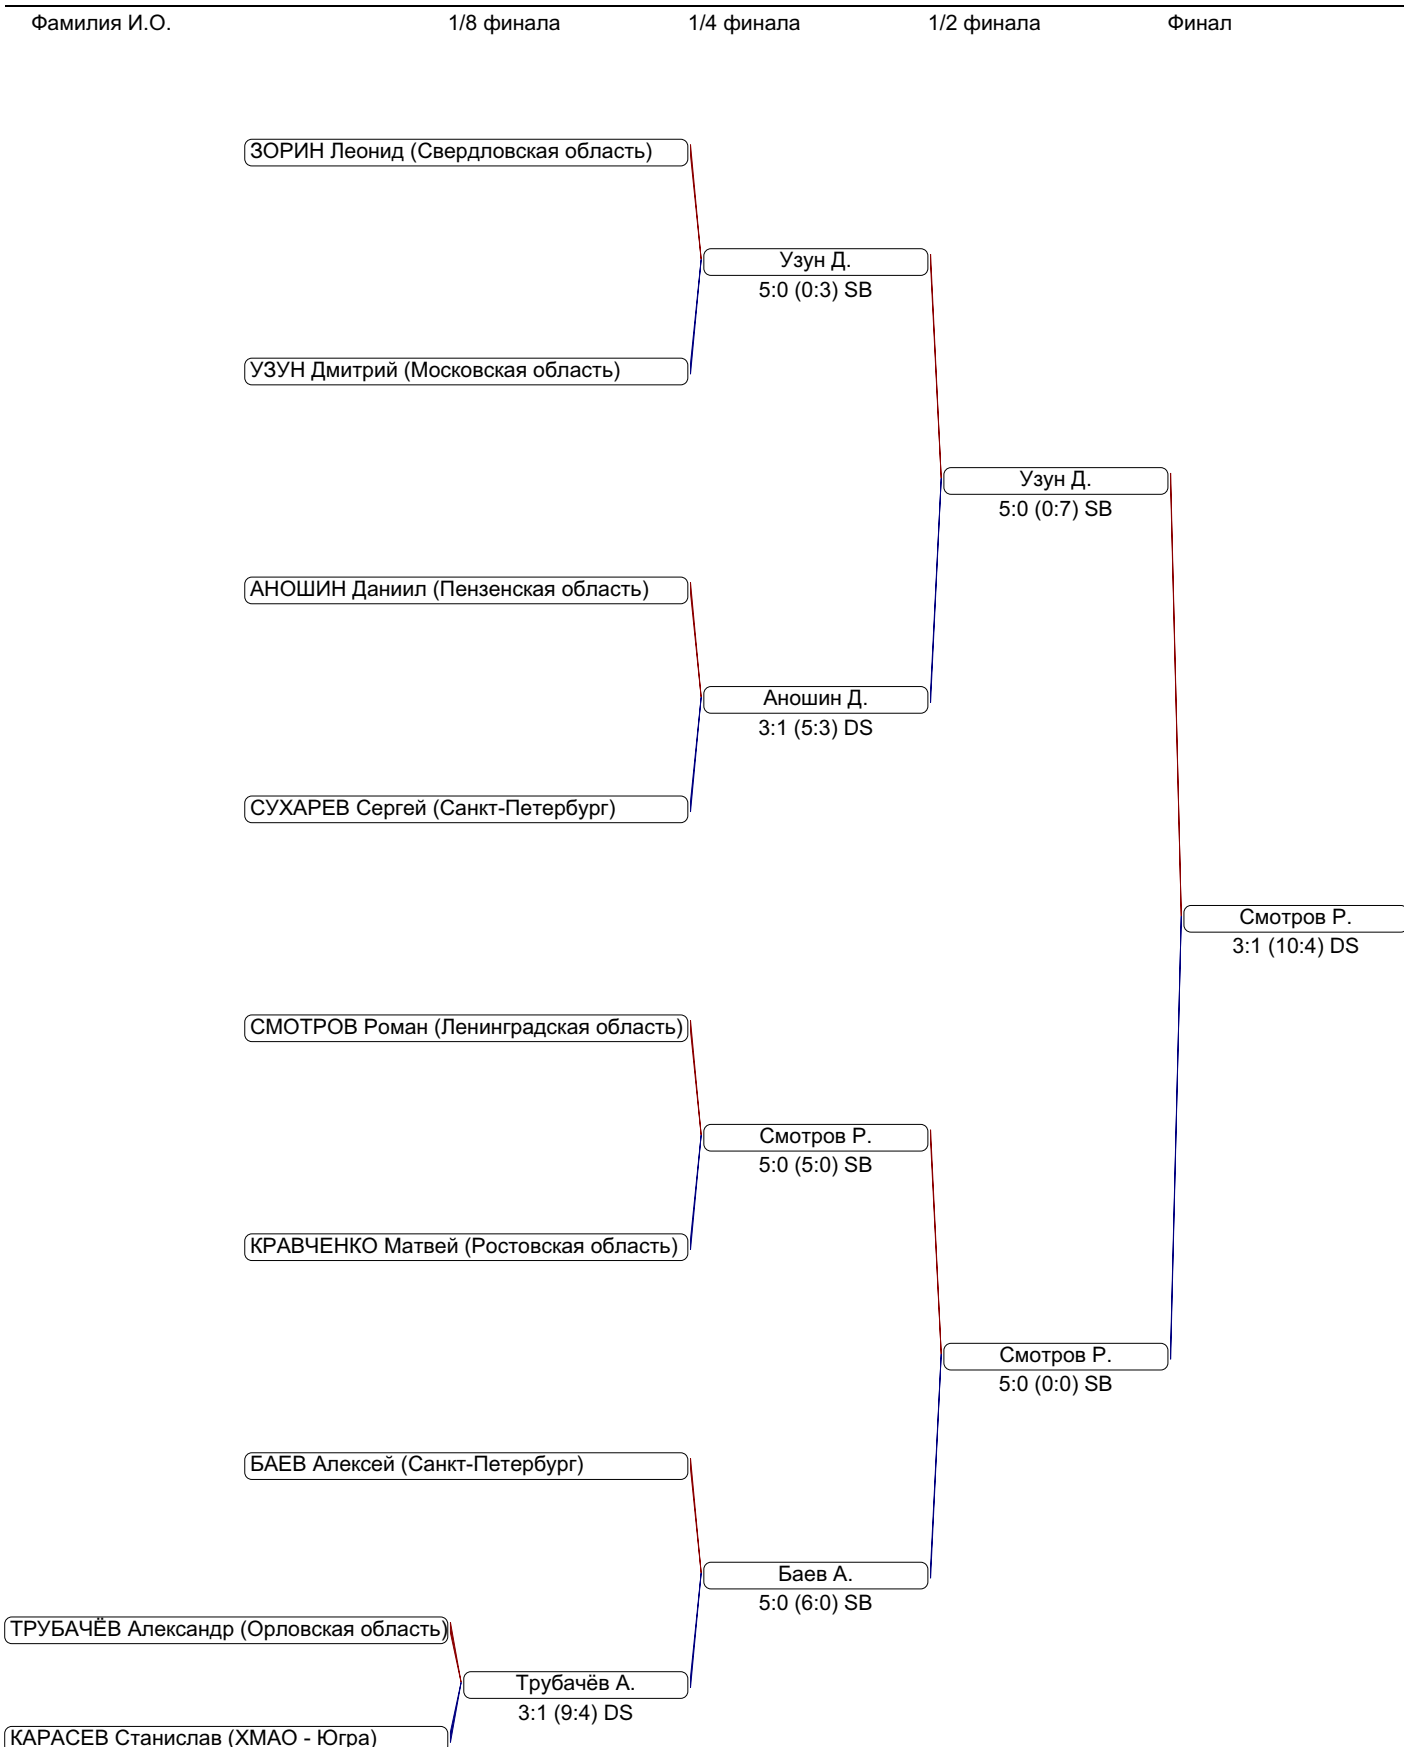 Фамилия И.О. 1/8 финала 1/4 финала 1/2 финала Финал
ЗОРИН Леонид (Свердловская область)
Узун Д.
5:0 (0:3) SB
УЗУН Дмитрий (Московская область)
Узун Д.
5:0 (0:7) SB
АНОШИН Даниил (Пензенская область)
Аношин Д.
3:1 (5:3) DS
СУХАРЕВ Сергей (Санкт-Петербург)
Смотров Р.
3:1 (10:4) DS
СМОТРОВ Роман (Ленинградская область)
Смотров Р.
5:0 (5:0) SB
КРАВЧЕНКО Матвей (Ростовская область)
Смотров Р.
5:0 (0:0) SB
БАЕВ Алексей (Санкт-Петербург)
Баев А.
5:0 (6:0) SB
ТРУБАЧЁВ Александр (Орловская область)
Трубачёв А.
3:1 (9:4) DS
КАРАСЕВ Станислав (ХМАО - Югра)